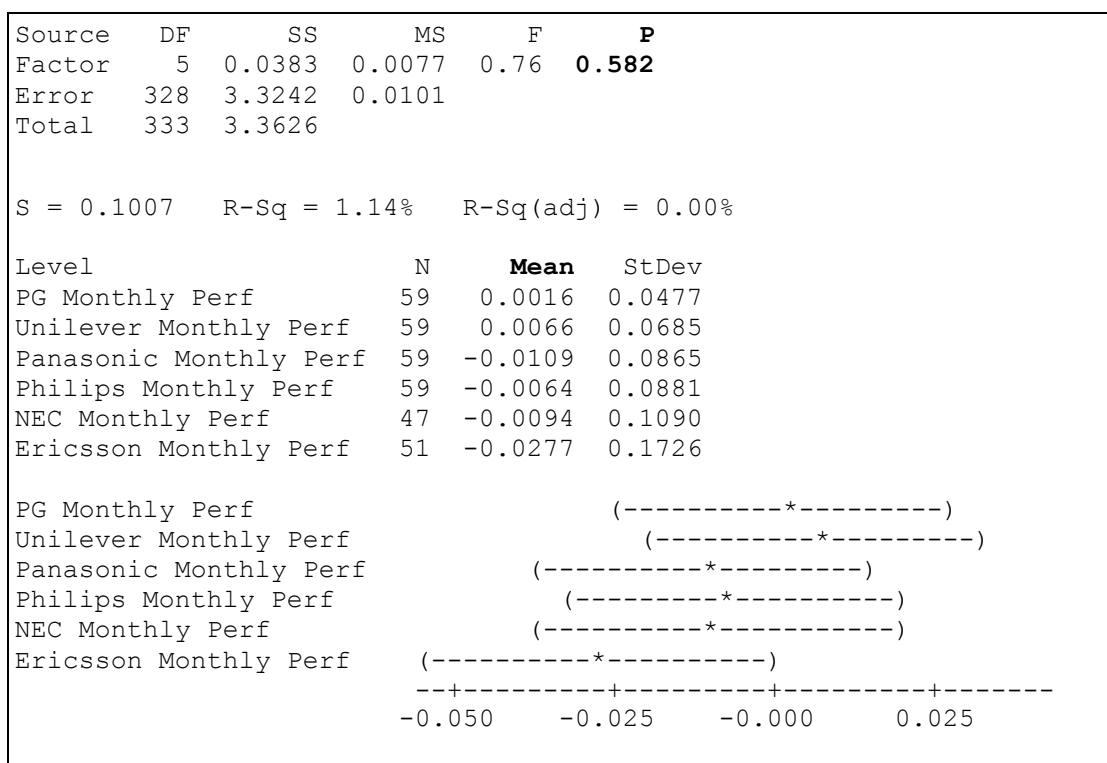 Source   DF      SS      MS     F      P
Factor    5  0.0383  0.0077  0.76  0.582
Error   328  3.3242  0.0101
Total   333  3.3626
S = 0.1007   R-Sq = 1.14%   R-Sq(adj) = 0.00%
Level                    N     Mean   StDev
PG Monthly Perf         59   0.0016  0.0477
Unilever Monthly Perf   59   0.0066  0.0685
Panasonic Monthly Perf  59  -0.0109  0.0865
Philips Monthly Perf    59  -0.0064  0.0881
NEC Monthly Perf        47  -0.0094  0.1090
Ericsson Monthly Perf   51  -0.0277  0.1726
PG Monthly Perf                      (----------*---------)
Unilever Monthly Perf                  (----------*---------)
Panasonic Monthly Perf          (----------*---------)
Philips Monthly Perf              (---------*----------)
NEC Monthly Perf                (----------*-----------)
Ericsson Monthly Perf    (----------*----------)
                         --+---------+---------+---------+-------
                        -0.050    -0.025    -0.000     0.025